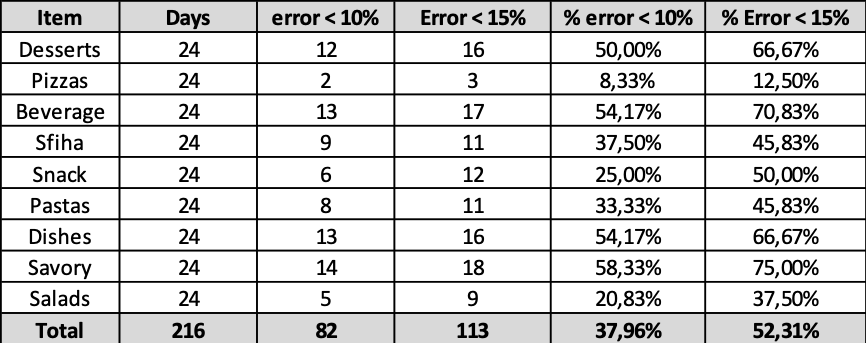 Item Days error < 10% Error < 15% % error < 10% % Error < 15%
Desserts 24 12 16 50,00% 66,67%
Pizzas 24 2 3 8,33% 12,50%
Beverage 24 13 17 54,17% 70,83%
Sfiha 24 9 11 37,50% 45,83%
Snack 24 6 12 25,00% 50,00%
Pastas 24 8 11 33,33% 45,83%
Dishes 24 13 16 54,17% 66,67%
Savory 24 14 18 58,33% 75,00%
Salads 24 5 9 20,83% 37,50%
Total 216 82 113 37,96% 52,31%